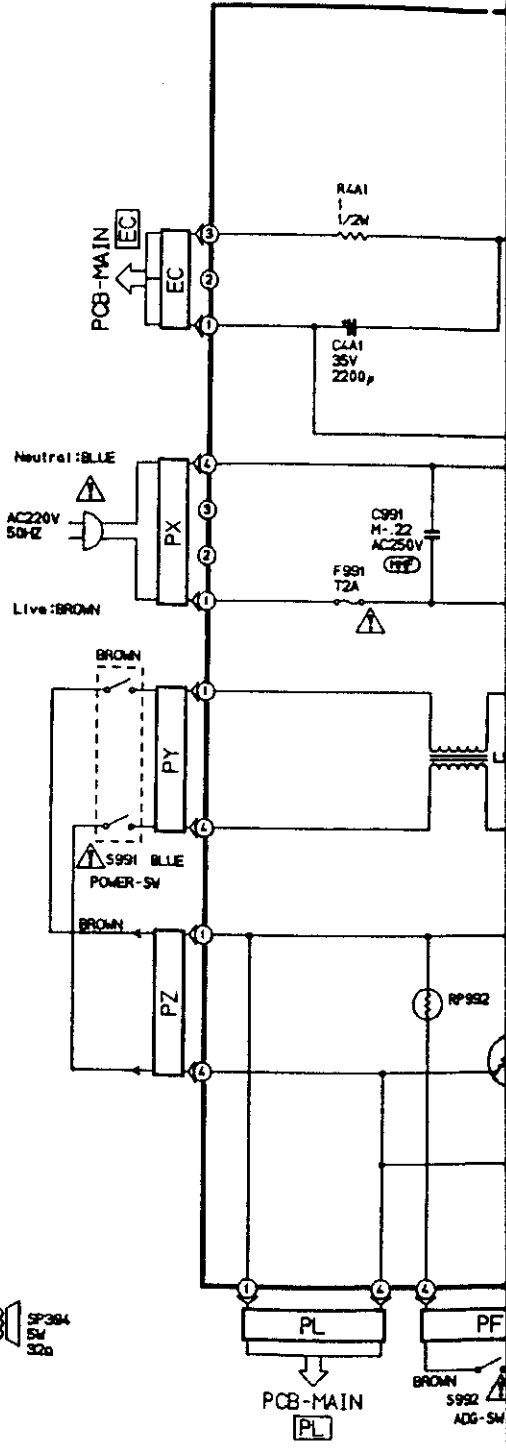 R4A1
1
1/2W
PCB-MAIN
EC
EC
3
2
1
C4A1
35V
2200μ
Neutral:BLUE
AC220V
50HZ
Live:BROWN
PX
4
3
2
1
C991
M-.22
AC250V
MMF
F991
T2A
BROWN
PY
1
4
S991 BLUE
POWER-SW
BROWN
PZ
1
4
RP992
1
4
4
PL
PF
SP394
5W
32Ω
PCB-MAIN
PL
BROWN
S992
ADG-SW